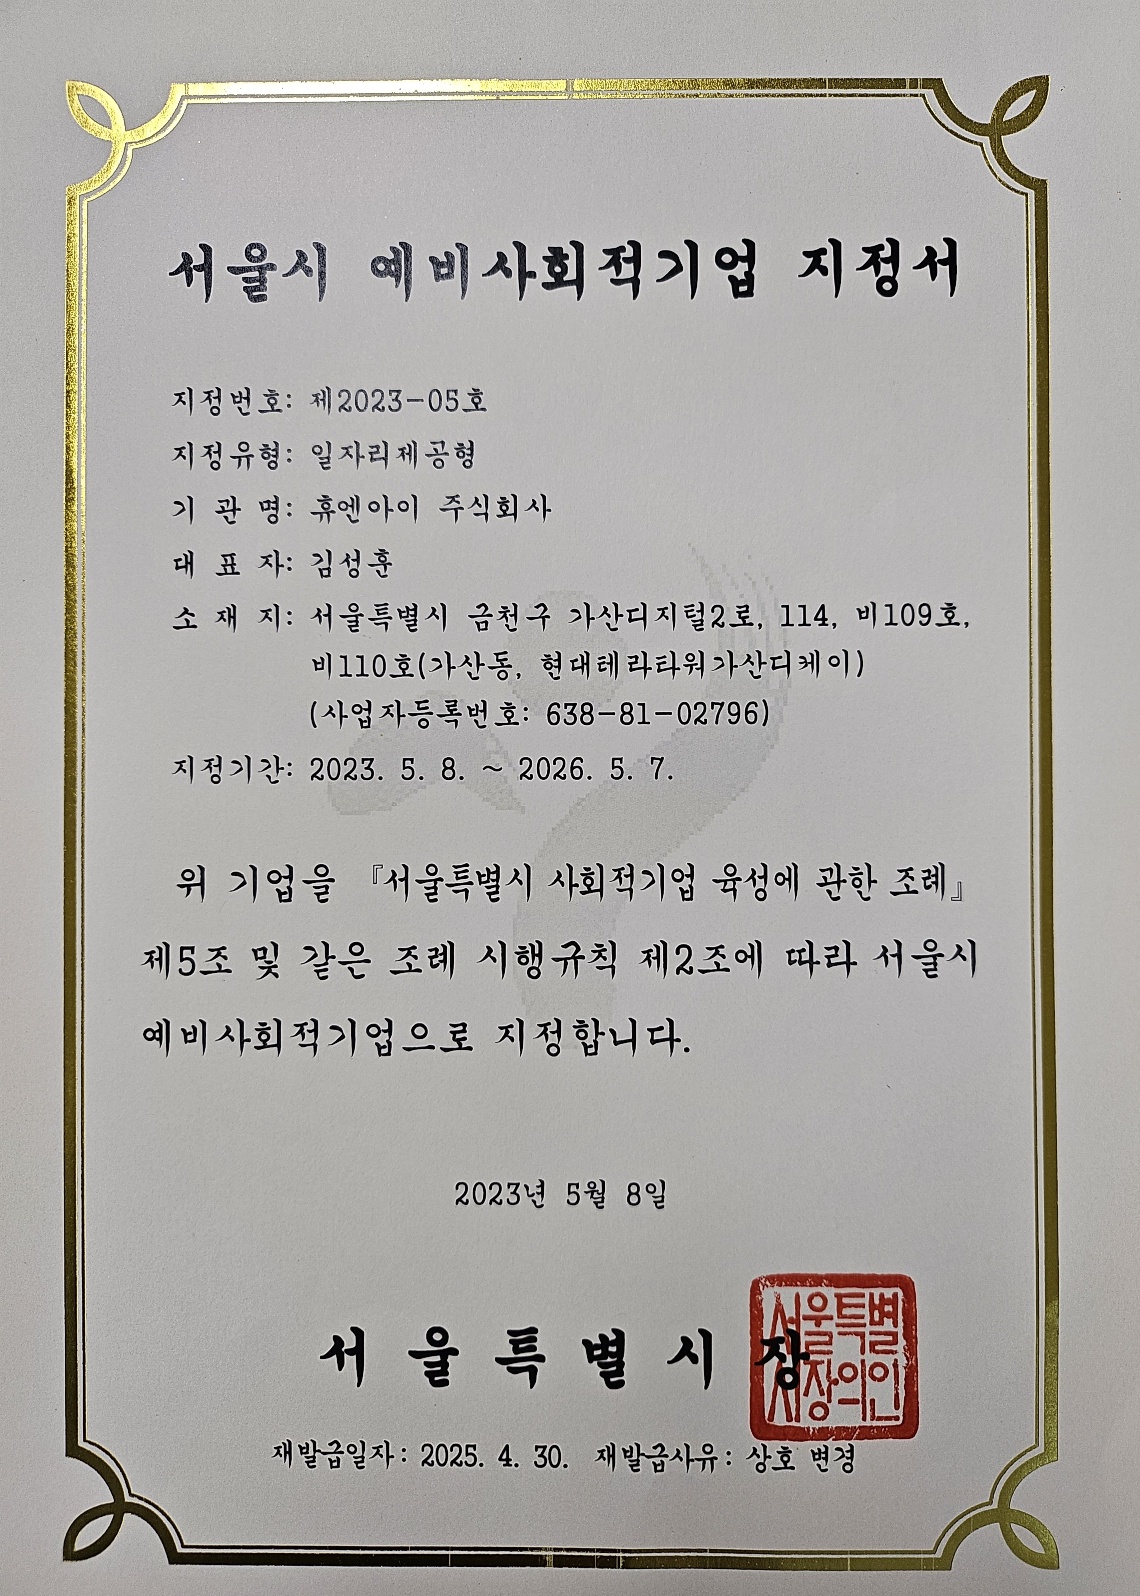 서울시 예비사회적기업 지정서
지정번호: 제2023-05호
지정유형: 일자리제공형
기 관 명: 휴엔아이 주식회사
대 표 자: 김성훈
소 재 지: 서울특별시 금천구 가산디지털2로, 114, 비109호,
비110호(가산동, 현대테라타워가산디케이)
(사업자등록번호: 638-81-02796)
지정기간: 2023. 5. 8. ~ 2026. 5. 7.
위 기업을 『서울특별시 사회적기업 육성에 관한 조례』
제5조 및 같은 조례 시행규칙 제2조에 따라 서울시
예비사회적기업으로 지정합니다.
2023년 5월 8일
서 울 특 별 시 장
서울특별
시장의인
재발급일자: 2025. 4. 30. 재발급사유: 상호 변경